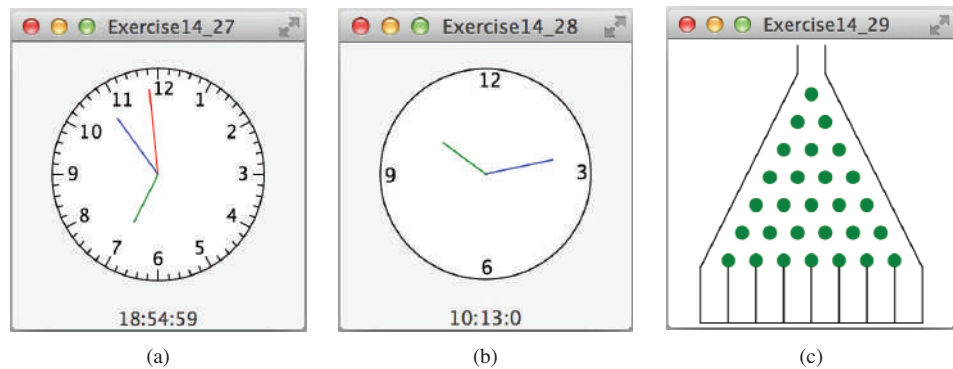 Exercise14_27
12
11 1
10 2
9 3
8 4
7 5
6
18:54:59
(a)
Exercise14_28
12
9 3
6
10:13:0
(b)
Exercise14_29
(c)